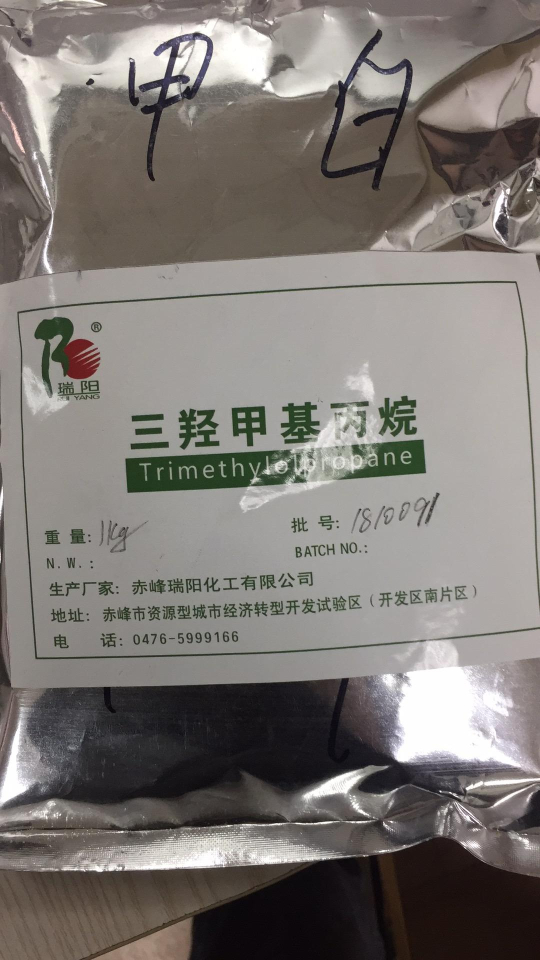 甲 白
®
瑞阳
RUI YANG
三羟甲基丙烷
Trimethylolpropane
重 量: 1kg
N.W.:
批 号: 1810091
BATCH NO.:
生产厂家: 赤峰瑞阳化工有限公司
地址: 赤峰市资源型城市经济转型开发试验区(开发区南片区)
电 话: 0476-5999166